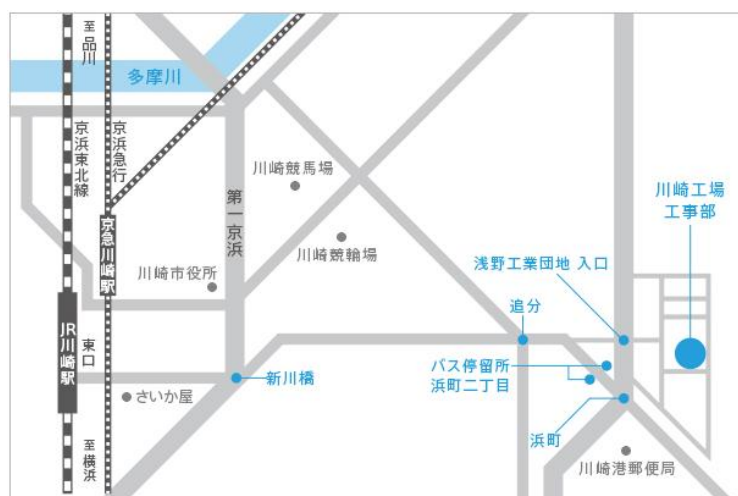 至品川
多摩川
京浜東北線
京浜急行
京急川崎駅
第一京浜
川崎競馬場
川崎競輪場
川崎市役所
川崎工場
工事部
浅野工業団地 入口
追分
JR川崎駅
東口
新川橋
さいか屋
バス停留所
浜町二丁目
浜町
至横浜
川崎港郵便局